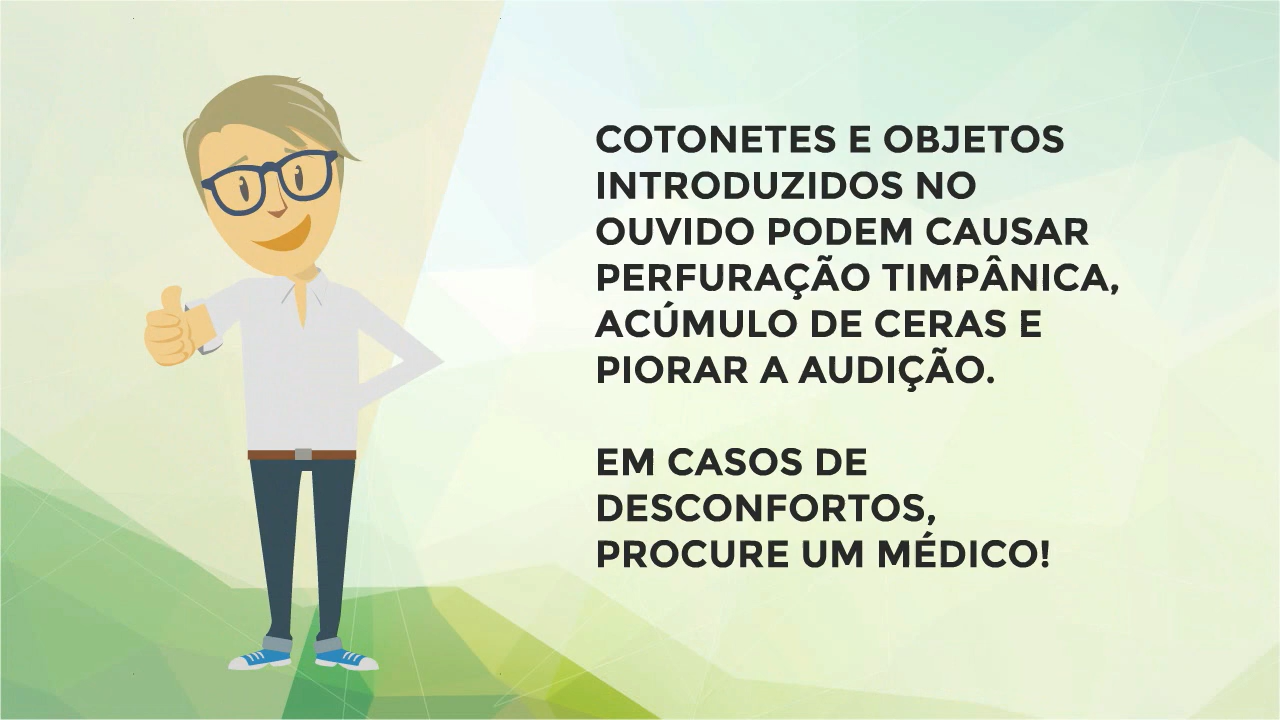 COTONETES E OBJETOS
INTRODUZIDOS NO
OUVIDO PODEM CAUSAR
PERFURAÇÃO TIMPÂNICA,
ACÚMULO DE CERAS E
PIORAR A AUDIÇÃO.
EM CASOS DE
DESCONFORTOS,
PROCURE UM MÉDICO!